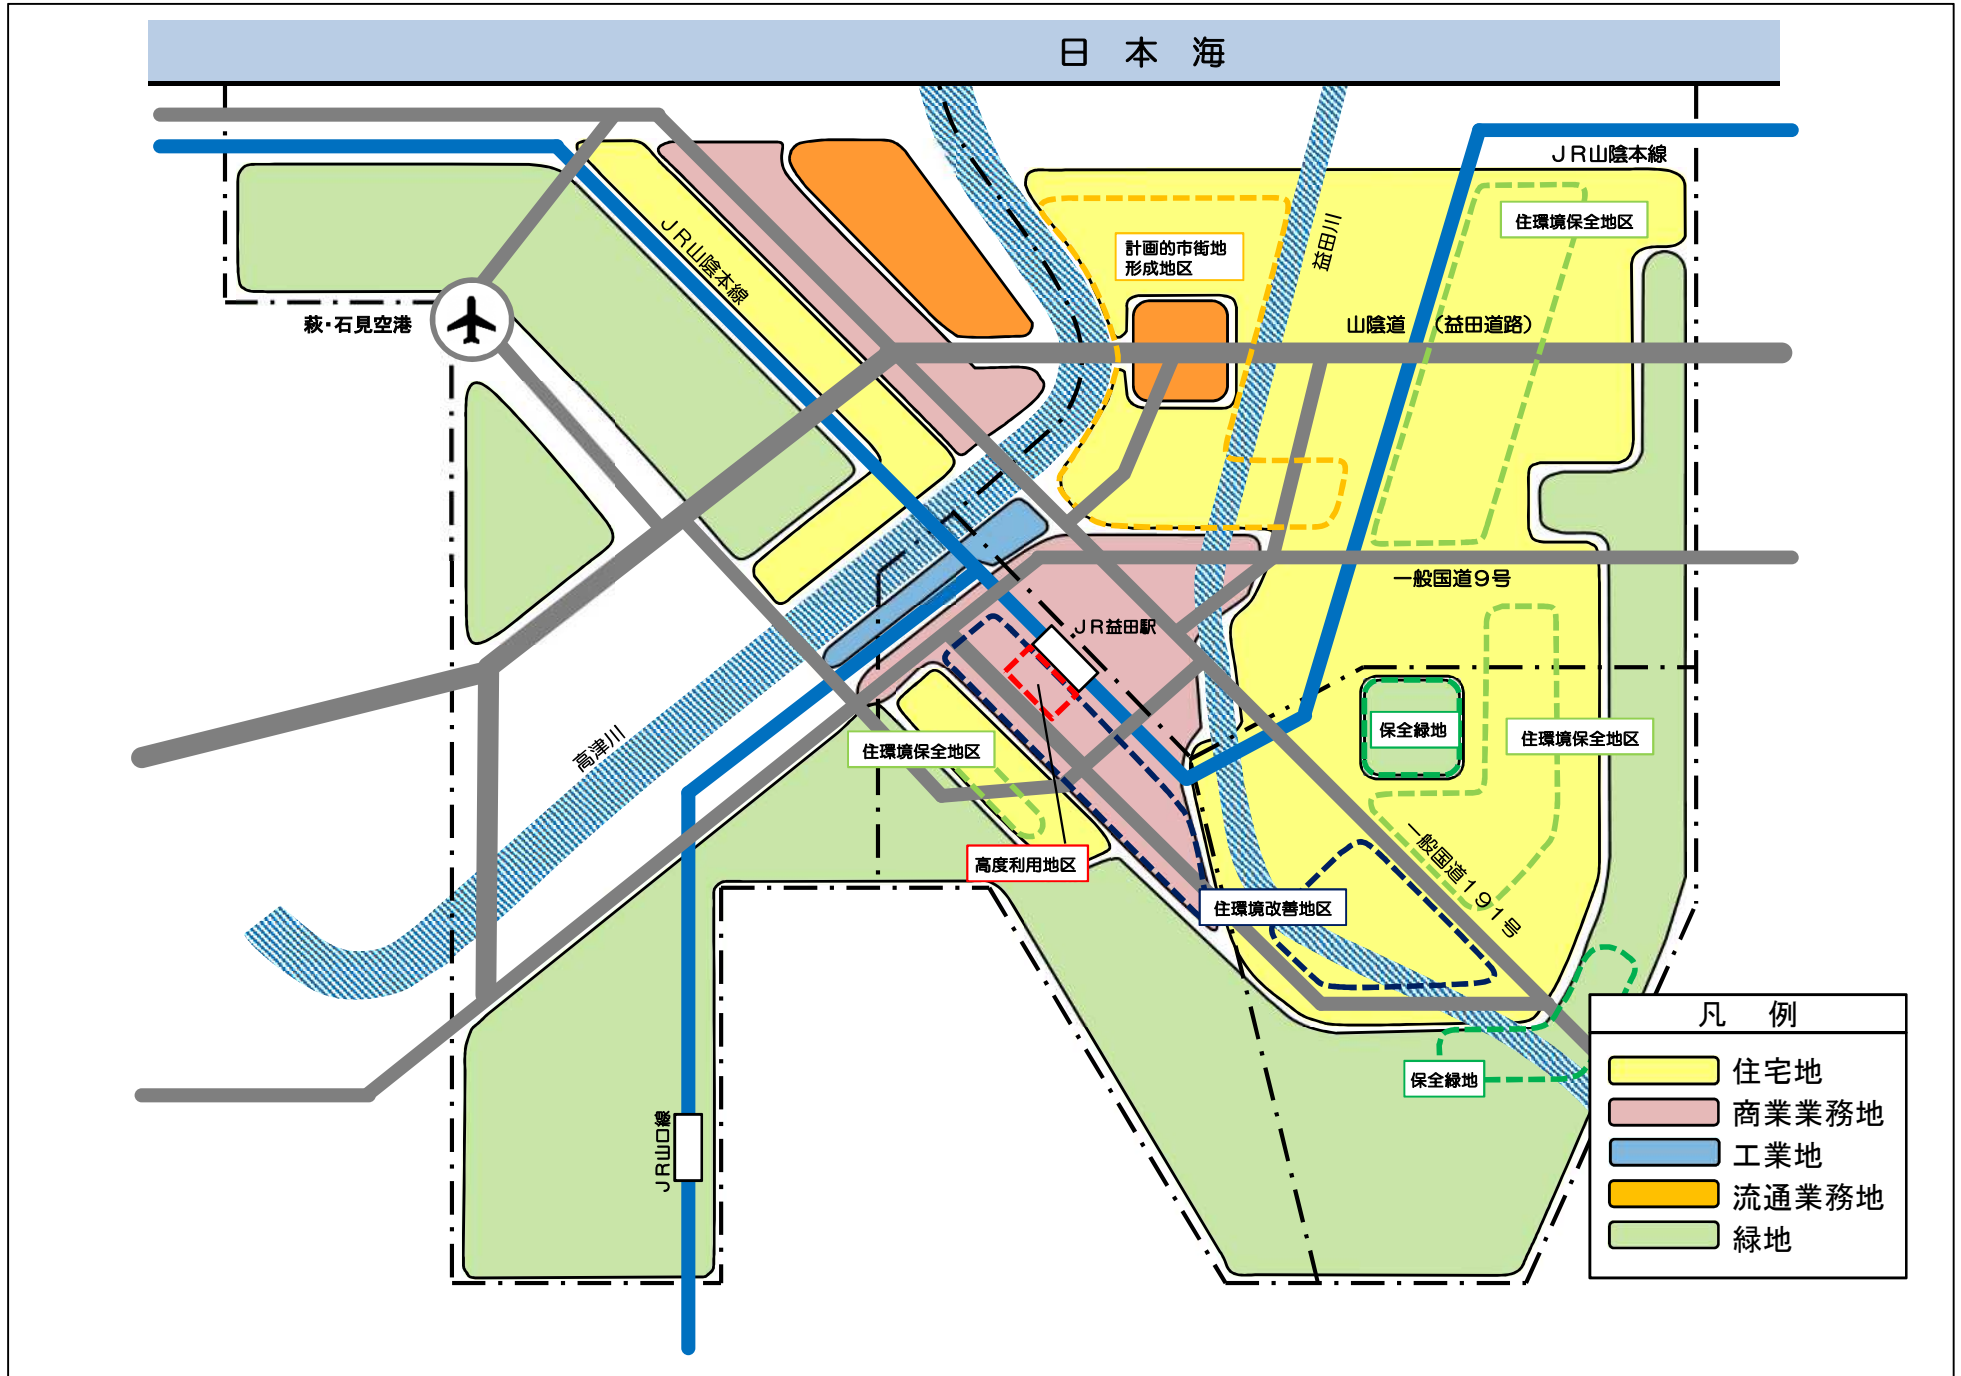 日本海
JR山陰本線
住環境保全地区
JR山陰本線
益田川
計画的市街地
形成地区
萩・石見空港
山陰道 (益田道路)
一般国道9号
JR益田駅
高津川
住環境保全地区
保全緑地
住環境保全地区
高度利用地区
一般国道191号
住環境改善地区
保全緑地
JR山口線
凡例
住宅地
商業業務地
工業地
流通業務地
緑地